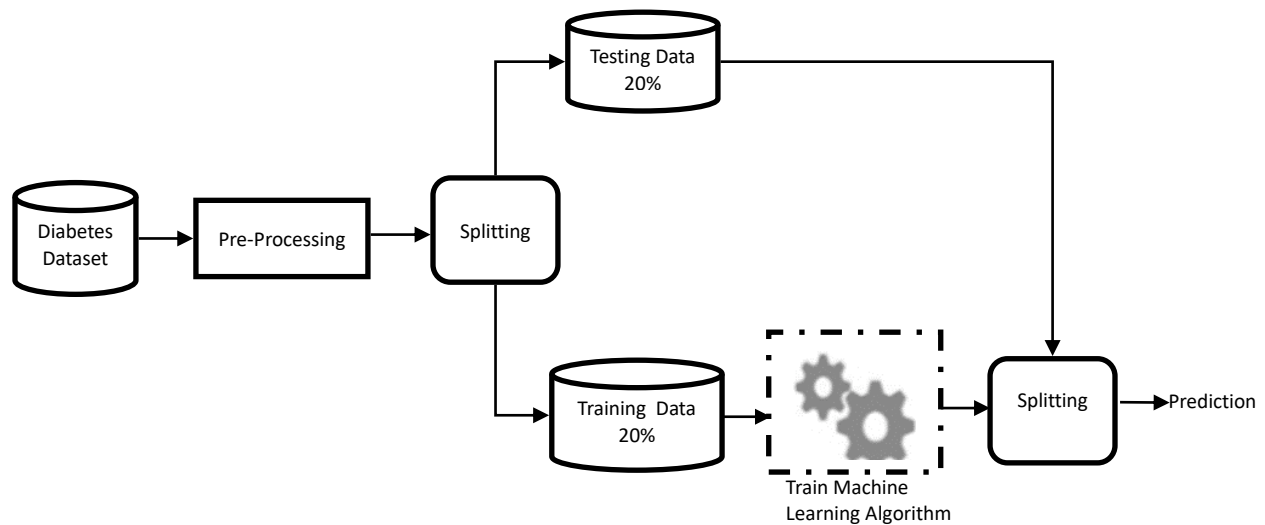 Testing Data
20%
Diabetes
Dataset
Pre-Processing
Splitting
Training Data
20%
Train Machine
Learning Algorithm
Splitting
Prediction